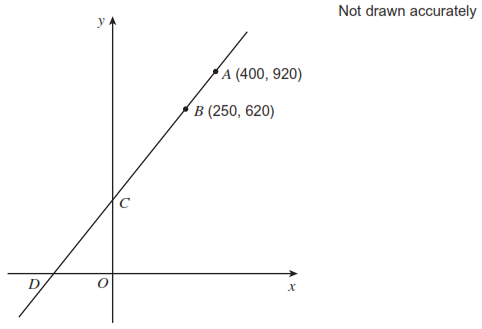 Not drawn accurately
y
A (400, 920)
B (250, 620)
C
D
O
x